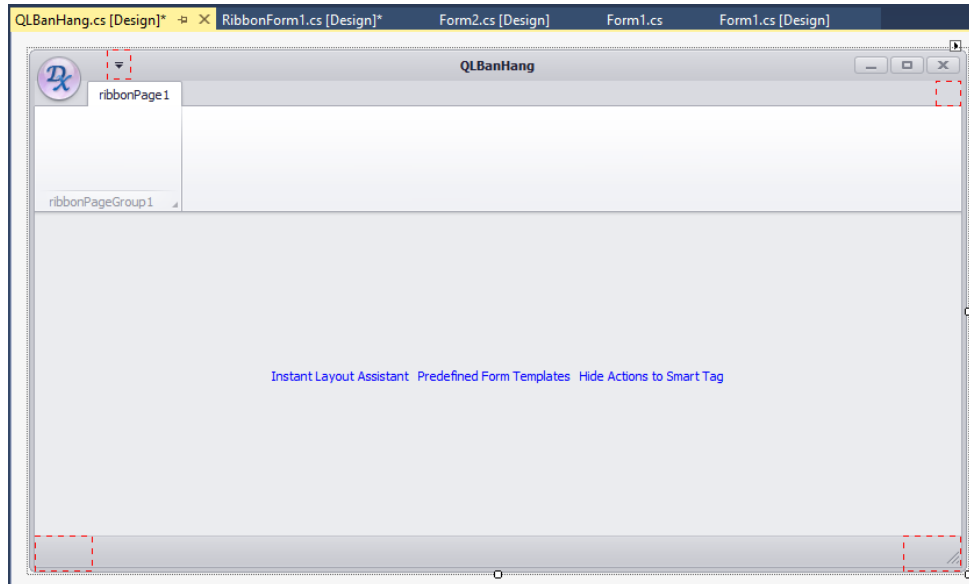 QLBanHang.cs [Design]* RibbonForm1.cs [Design]* Form2.cs [Design] Form1.cs Form1.cs [Design]
QLBanHang
ribbonPage1
ribbonPageGroup1
Instant Layout Assistant Predefined Form Templates Hide Actions to Smart Tag